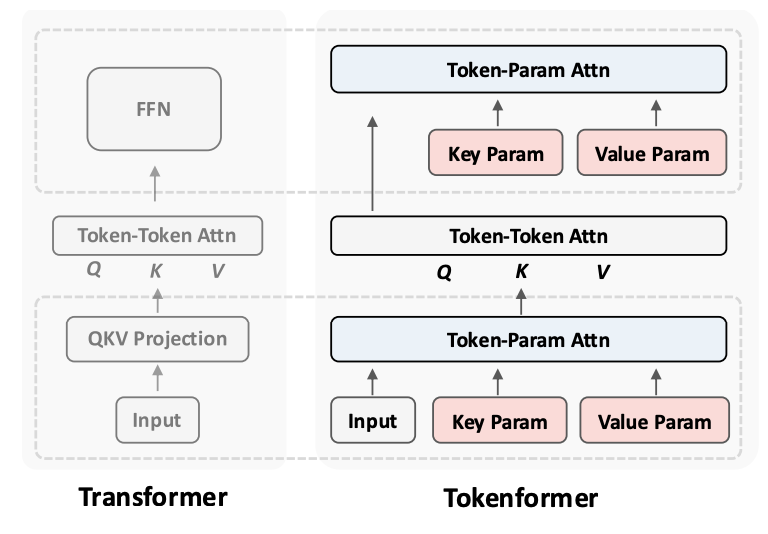 Token-Param Attn
FFN
Key Param
Value Param
Token-Token Attn
Q K V
Token-Token Attn
Q K V
QKV Projection
Token-Param Attn
Input
Input
Key Param
Value Param
Transformer
Tokenformer